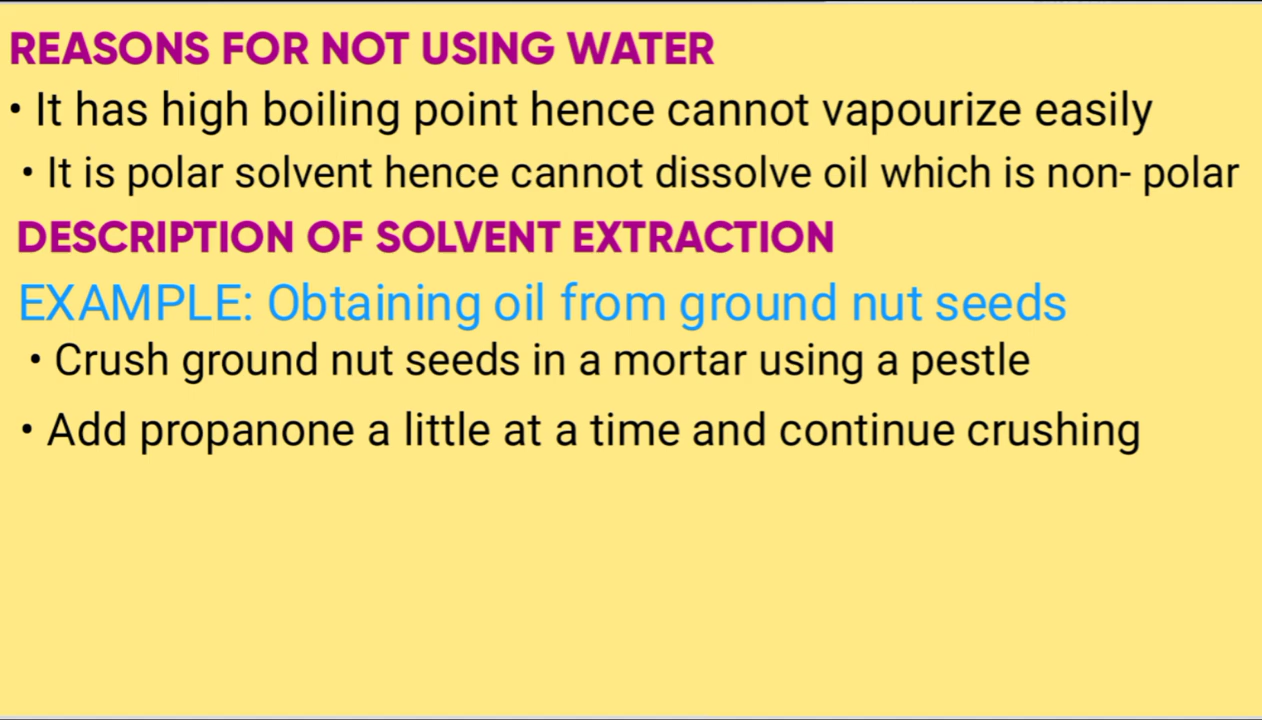 REASONS FOR NOT USING WATER
• It has high boiling point hence cannot vapourize easily
• It is polar solvent hence cannot dissolve oil which is non- polar
DESCRIPTION OF SOLVENT EXTRACTION
EXAMPLE: Obtaining oil from ground nut seeds
• Crush ground nut seeds in a mortar using a pestle
• Add propanone a little at a time and continue crushing